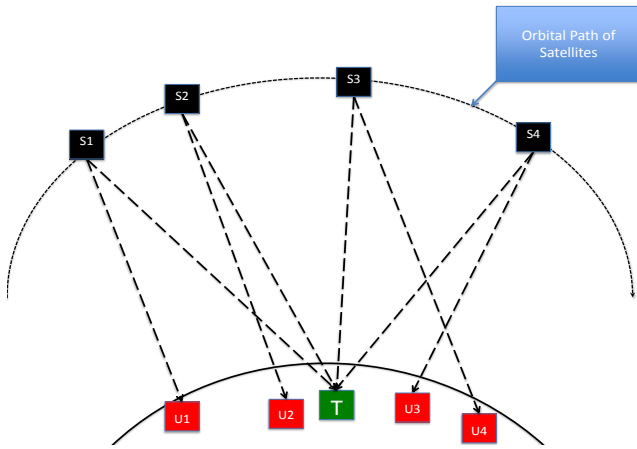 Orbital Path of
Satellites
S3
S2
S1
S4
T
U3
U1
U2
U4